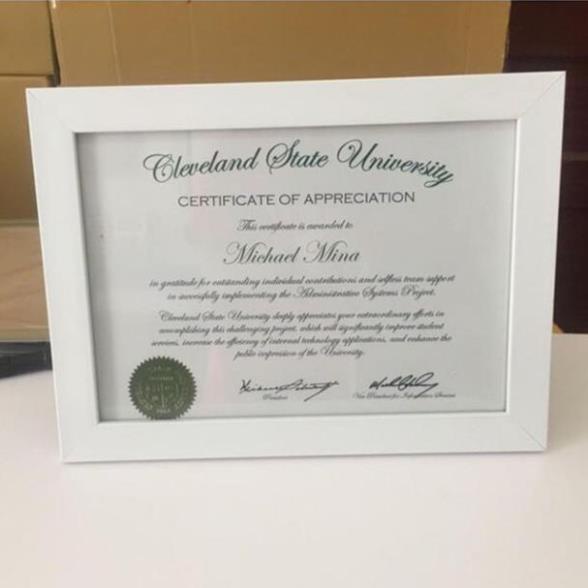 Cleveland State University
CERTIFICATE OF APPRECIATION
This certificate is awarded to
Michael Mina
in gratitude for outstanding individual contributions and selfless team support
in succesfully implementing the Administrative Systems Project.
Cleveland State University deeply appreciates your extraordinary efforts in
accomplishing this challenging project, which will significantly improve student
services, increase the efficiency of internal technology applications, and enhance the
public impression of the University.
President
Vice President for Information Services